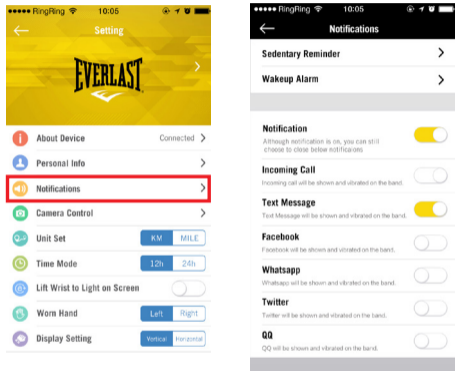 RingRing 10:05
Setting
EVERLAST
About Device Connected
Personal Info
Notifications
Camera Control
Unit Set KM MILE
Time Mode 12h 24h
Lift Wrist to Light on Screen
Worn Hand Left Right
Display Setting Vertical Horizontal
RingRing 10:05
Notifications
Sedentary Reminder
Wakeup Alarm
Notification
Although notification is on, you can still
choose to close below notifications
Incoming Call
Incoming call will be shown and vibrated on the band.
Text Message
Text Message will be shown and vibrated on the band.
Facebook
Facebook will be shown and vibrated on the band.
Whatsapp
Whatsapp will be shown and vibrated on the band.
Twitter
Twitter will be shown and vibrated on the band.
QQ
QQ will be shown and vibrated on the band.